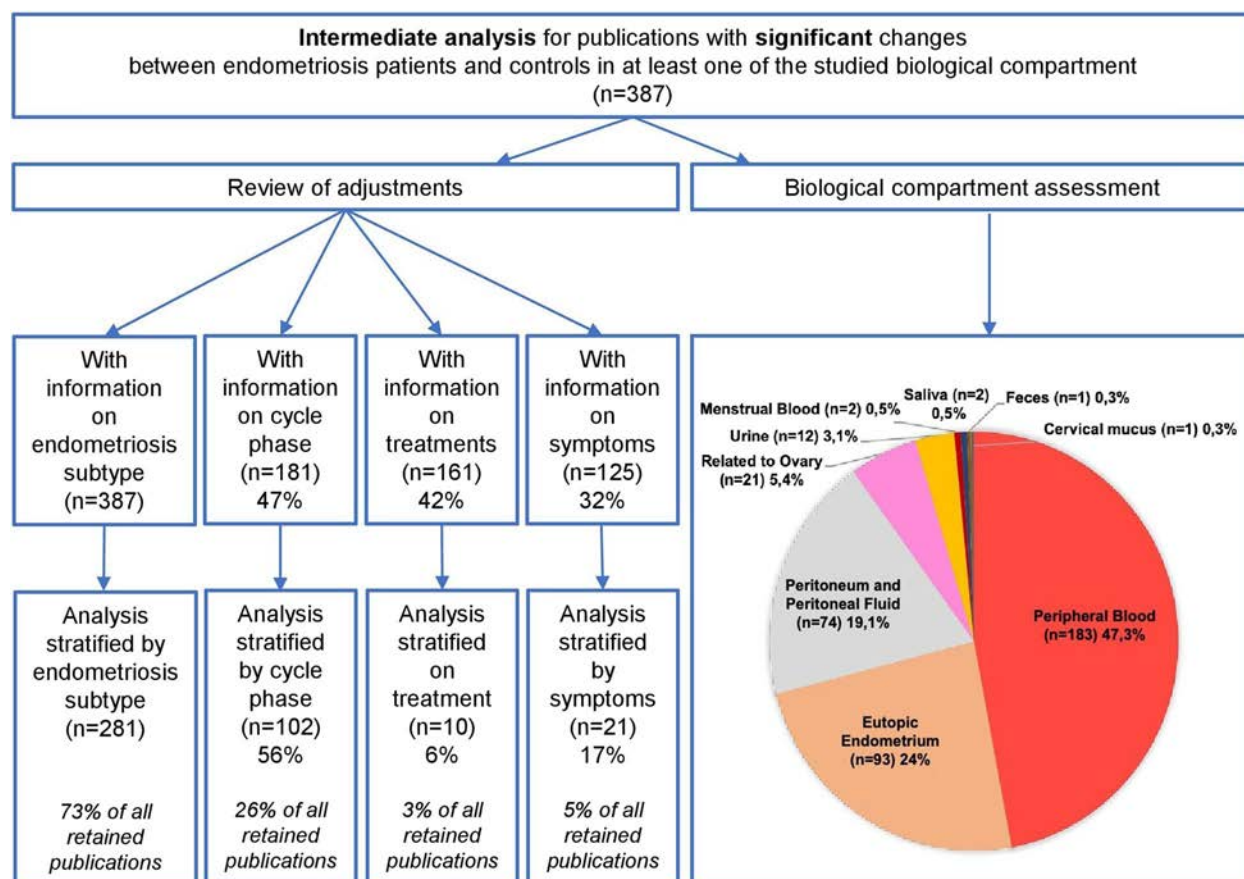 Intermediate analysis for publications with significant changes
between endometriosis patients and controls in at least one of the studied biological compartment
(n=387)
Review of adjustments
Biological compartment assessment
With
information
on
endometriosis
subtype
(n=387)
With
information
on cycle
phase
(n=181)
47%
With
information
on
treatments
(n=161)
42%
With
information
on
symptoms
(n=125)
32%
Analysis
stratified by
endometriosis
subtype
(n=281)
73% of all
retained
publications
Analysis
stratified
by cycle
phase
(n=102)
56%
26% of all
retained
publications
Analysis
stratified
on
treatment
(n=10)
6%
3% of all
retained
publications
Analysis
stratified
by
symptoms
(n=21)
17%
5% of all
retained
publications
Saliva (n=2)
0,5%
Feces (n=1) 0,3%
Menstrual Blood (n=2) 0,5%
Cervical mucus (n=1) 0,3%
Urine (n=12) 3,1%
Related to Ovary
(n=21) 5,4%
Peritoneum and
Peritoneal Fluid
(n=74) 19,1%
Peripheral Blood
(n=183) 47,3%
Eutopic
Endometrium
(n=93) 24%